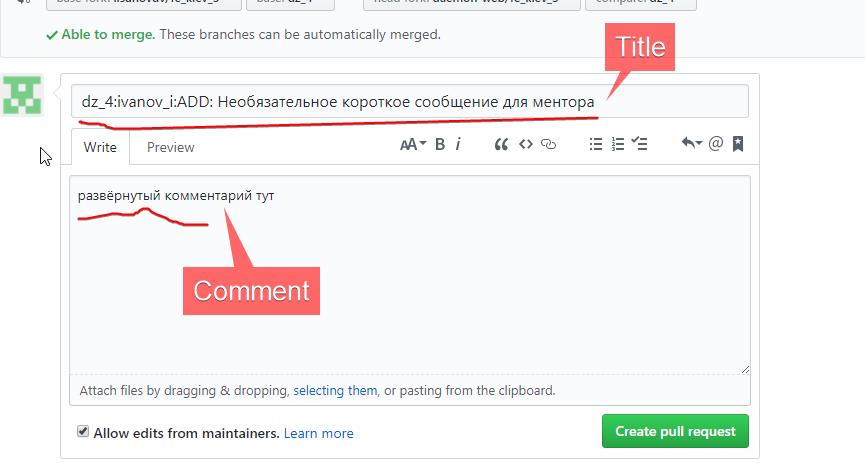 Able to merge. These branches can be automatically merged.
Title
dz_4:ivanov_i:ADD: Необязательное короткое сообщение для ментора
Write Preview
AA B i
развёрнутый комментарий тут
Comment
Attach files by dragging & dropping, selecting them, or pasting from the clipboard.
Allow edits from maintainers. Learn more
Create pull request